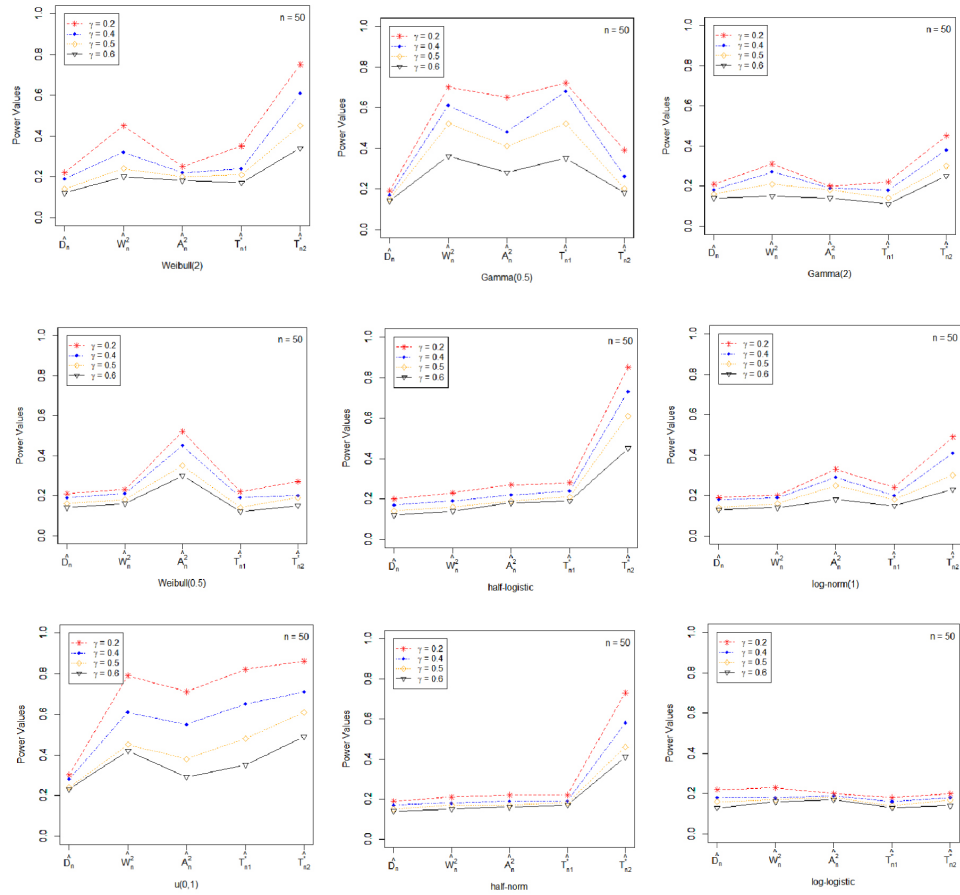 n = 50
γ = 0.2
γ = 0.4
γ = 0.5
γ = 0.6
Power Values
0.0 0.2 0.4 0.6 0.8 1.0
D̂ₙ Ŵ²ₙ Â²ₙ T̂*ₙ₁ T̂*ₙ₂
Weibull(2)
n = 50
γ = 0.2
γ = 0.4
γ = 0.5
γ = 0.6
Power Values
0.0 0.2 0.4 0.6 0.8 1.0
D̂ₙ Ŵ²ₙ Â²ₙ T̂*ₙ₁ T̂*ₙ₂
Gamma(0.5)
n = 50
γ = 0.2
γ = 0.4
γ = 0.5
γ = 0.6
Power Values
0.0 0.2 0.4 0.6 0.8 1.0
D̂ₙ Ŵ²ₙ Â²ₙ T̂*ₙ₁ T̂*ₙ₂
Gamma(2)
n = 50
γ = 0.2
γ = 0.4
γ = 0.5
γ = 0.6
Power Values
0.0 0.2 0.4 0.6 0.8 1.0
D̂ₙ Ŵ²ₙ Â²ₙ T̂*ₙ₁ T̂*ₙ₂
Weibull(0.5)
n = 50
γ = 0.2
γ = 0.4
γ = 0.5
γ = 0.6
Power Values
0.0 0.2 0.4 0.6 0.8 1.0
D̂ₙ Ŵ²ₙ Â²ₙ T̂*ₙ₁ T̂*ₙ₂
half-logistic
n = 50
γ = 0.2
γ = 0.4
γ = 0.5
γ = 0.6
Power Values
0.0 0.2 0.4 0.6 0.8 1.0
D̂ₙ Ŵ²ₙ Â²ₙ T̂*ₙ₁ T̂*ₙ₂
log-norm(1)
n = 50
γ = 0.2
γ = 0.4
γ = 0.5
γ = 0.6
Power Values
0.0 0.2 0.4 0.6 0.8 1.0
D̂ₙ Ŵ²ₙ Â²ₙ T̂*ₙ₁ T̂*ₙ₂
u(0,1)
n = 50
γ = 0.2
γ = 0.4
γ = 0.5
γ = 0.6
Power Values
0.0 0.2 0.4 0.6 0.8 1.0
D̂ₙ Ŵ²ₙ Â²ₙ T̂*ₙ₁ T̂*ₙ₂
half-norm
n = 50
γ = 0.2
γ = 0.4
γ = 0.5
γ = 0.6
Power Values
0.0 0.2 0.4 0.6 0.8 1.0
D̂ₙ Ŵ²ₙ Â²ₙ T̂*ₙ₁ T̂*ₙ₂
log-logistic